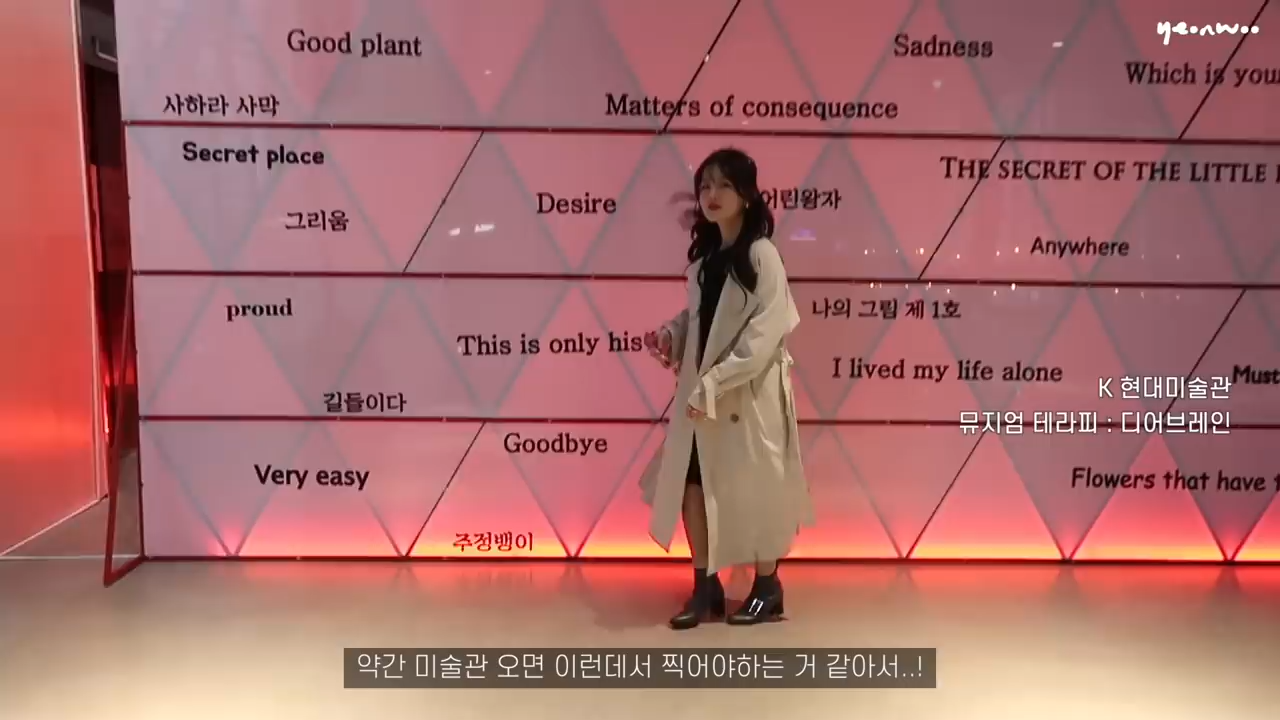 yeonwoo
Good plant
Sadness
Which is you
사하라 사막
Matters of consequence
Secret place
THE SECRET OF THE LITTLE
그리움
Desire
어린왕자
Anywhere
proud
나의 그림 제 1호
This is only his
I lived my life alone
길들이다
K 현대미술관
Must
뮤지엄 테라피 : 디어브레인
Goodbye
Very easy
Flowers that have
주정뱅이
약간 미술관 오면 이런데서 찍어야하는 거 같아서..!